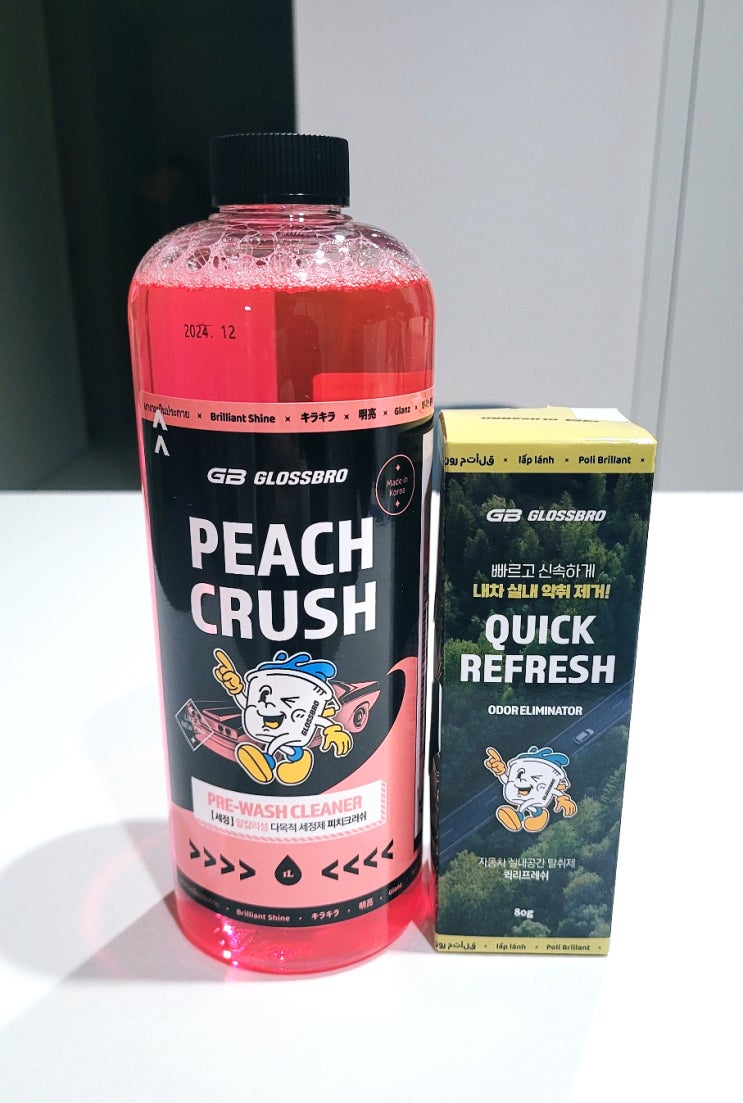 2024. 12
Brilliant Shine × キラキラ × 明亮 × Glanz ×
GB GLOSSBRO
Made in
Korea
PEACH
CRUSH
GLOSSBRO
PRE-WASH CLEANER
[세정] 알칼리성 다목적 세정제 피치크러쉬
>>>> 1L <<<<
Brilliant Shine • キラキラ • 明亮 • Glanz
lấp lánh × Poli Brillant ×
GB GLOSSBRO
빠르고 신속하게
내차 실내 악취 제거!
QUICK
REFRESH
ODOR ELIMINATOR
GLOSSBRO
자동차 실내공간 탈취제
퀵리프레쉬
80g
lấp lánh × Poli Brillant ×